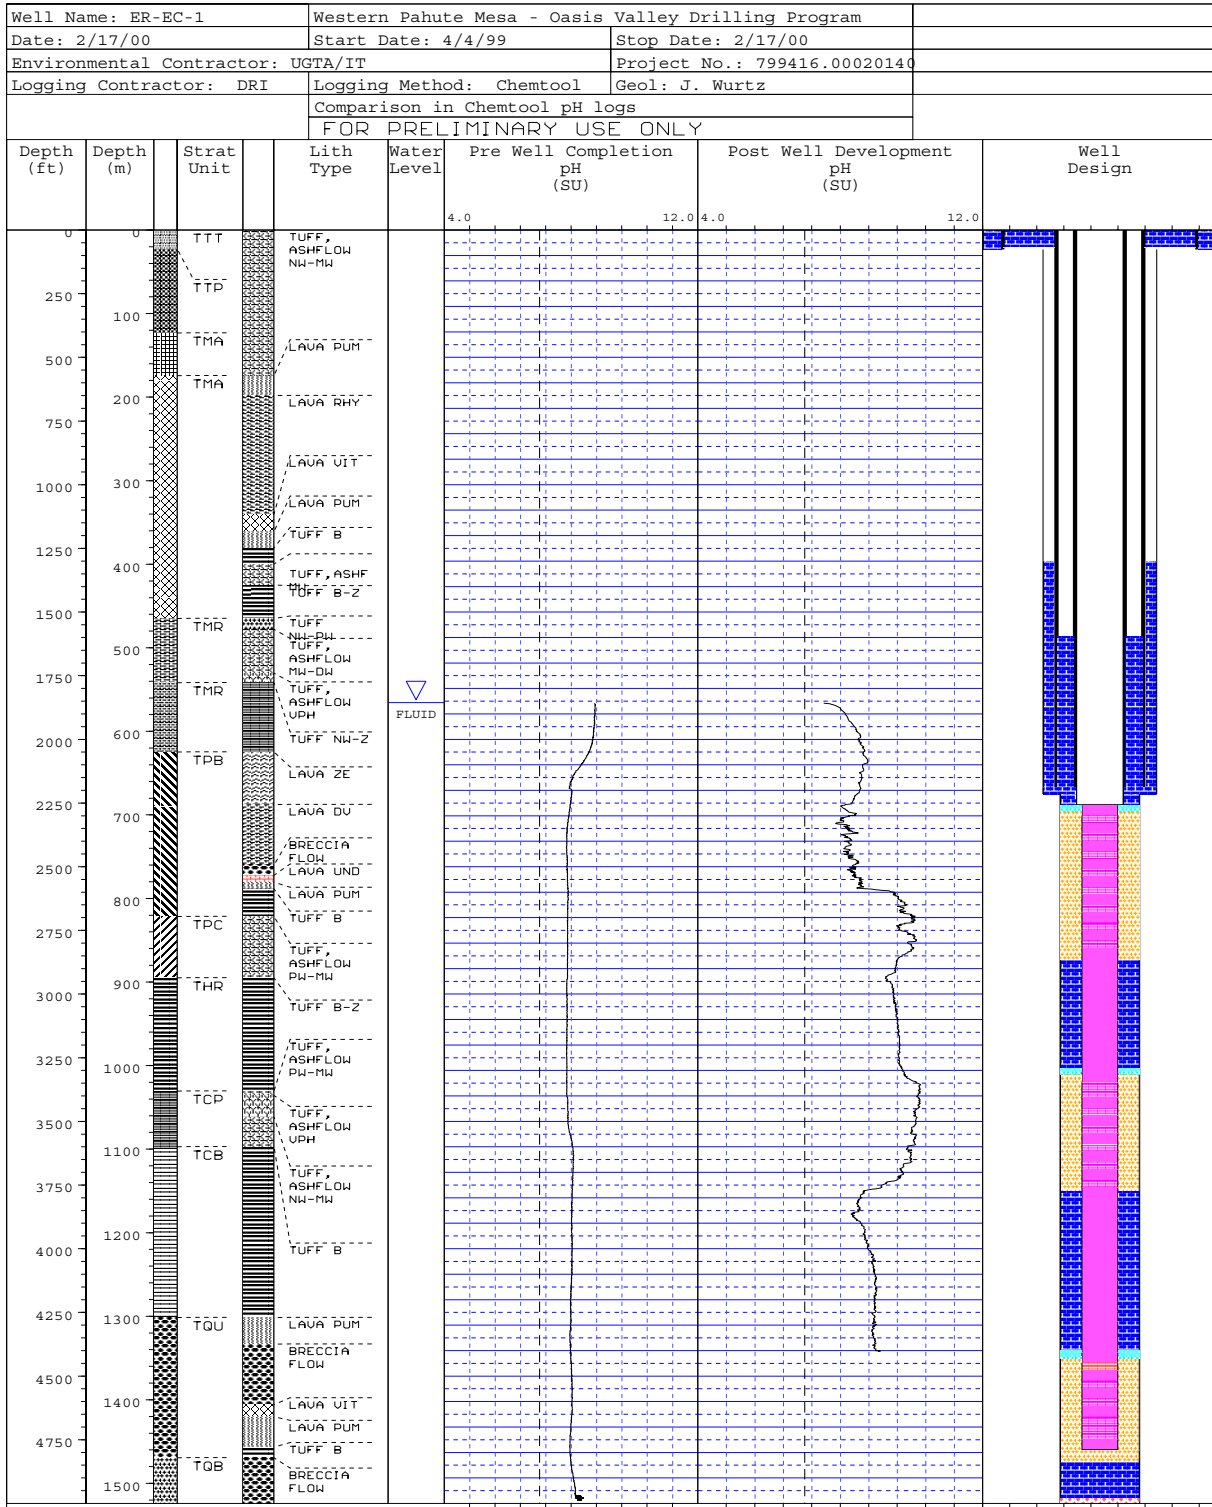 Well Name: ER-EC-1
Western Pahute Mesa - Oasis Valley Drilling Program
Date: 2/17/00
Start Date: 4/4/99
Stop Date: 2/17/00
Environmental Contractor: UGTA/IT
Project No.: 799416.00020140
Logging Contractor: DRI
Logging Method: Chemtool
Geol: J. Wurtz
Comparison in Chemtool pH logs
FOR PRELIMINARY USE ONLY
Depth (ft)
Depth (m)
Strat Unit
Lith Type
Water Level
Pre Well Completion pH (SU)
Post Well Development pH (SU)
Well Design
4.0 12.0
4.0 12.0
0
250
500
750
1000
1250
1500
1750
2000
2250
2500
2750
3000
3250
3500
3750
4000
4250
4500
4750
0
100
200
300
400
500
600
700
800
900
1000
1100
1200
1300
1400
1500
TTT
TTP
TMA
TMA
TMR
TMR
TPB
TPC
THR
TCP
TCB
TQU
TQB
TUFF,
ASHFLOW
NW-MW
LAVA PUM
LAVA RHY
LAVA VIT
LAVA PUM
TUFF B
TUFF,ASHF
TUFF B-Z
TUFF
NW-PW
TUFF,
ASHFLOW
MW-DW
TUFF,
ASHFLOW
VPH
TUFF NW-Z
LAVA ZE
LAVA DV
BRECCIA
FLOW
LAVA UND
LAVA PUM
TUFF B
TUFF,
ASHFLOW
PW-MW
TUFF B-Z
TUFF,
ASHFLOW
PW-MW
TUFF,
ASHFLOW
VPH
TUFF,
ASHFLOW
NW-MW
TUFF B
LAVA PUM
BRECCIA
FLOW
LAVA VIT
LAVA PUM
TUFF B
BRECCIA
FLOW
FLUID